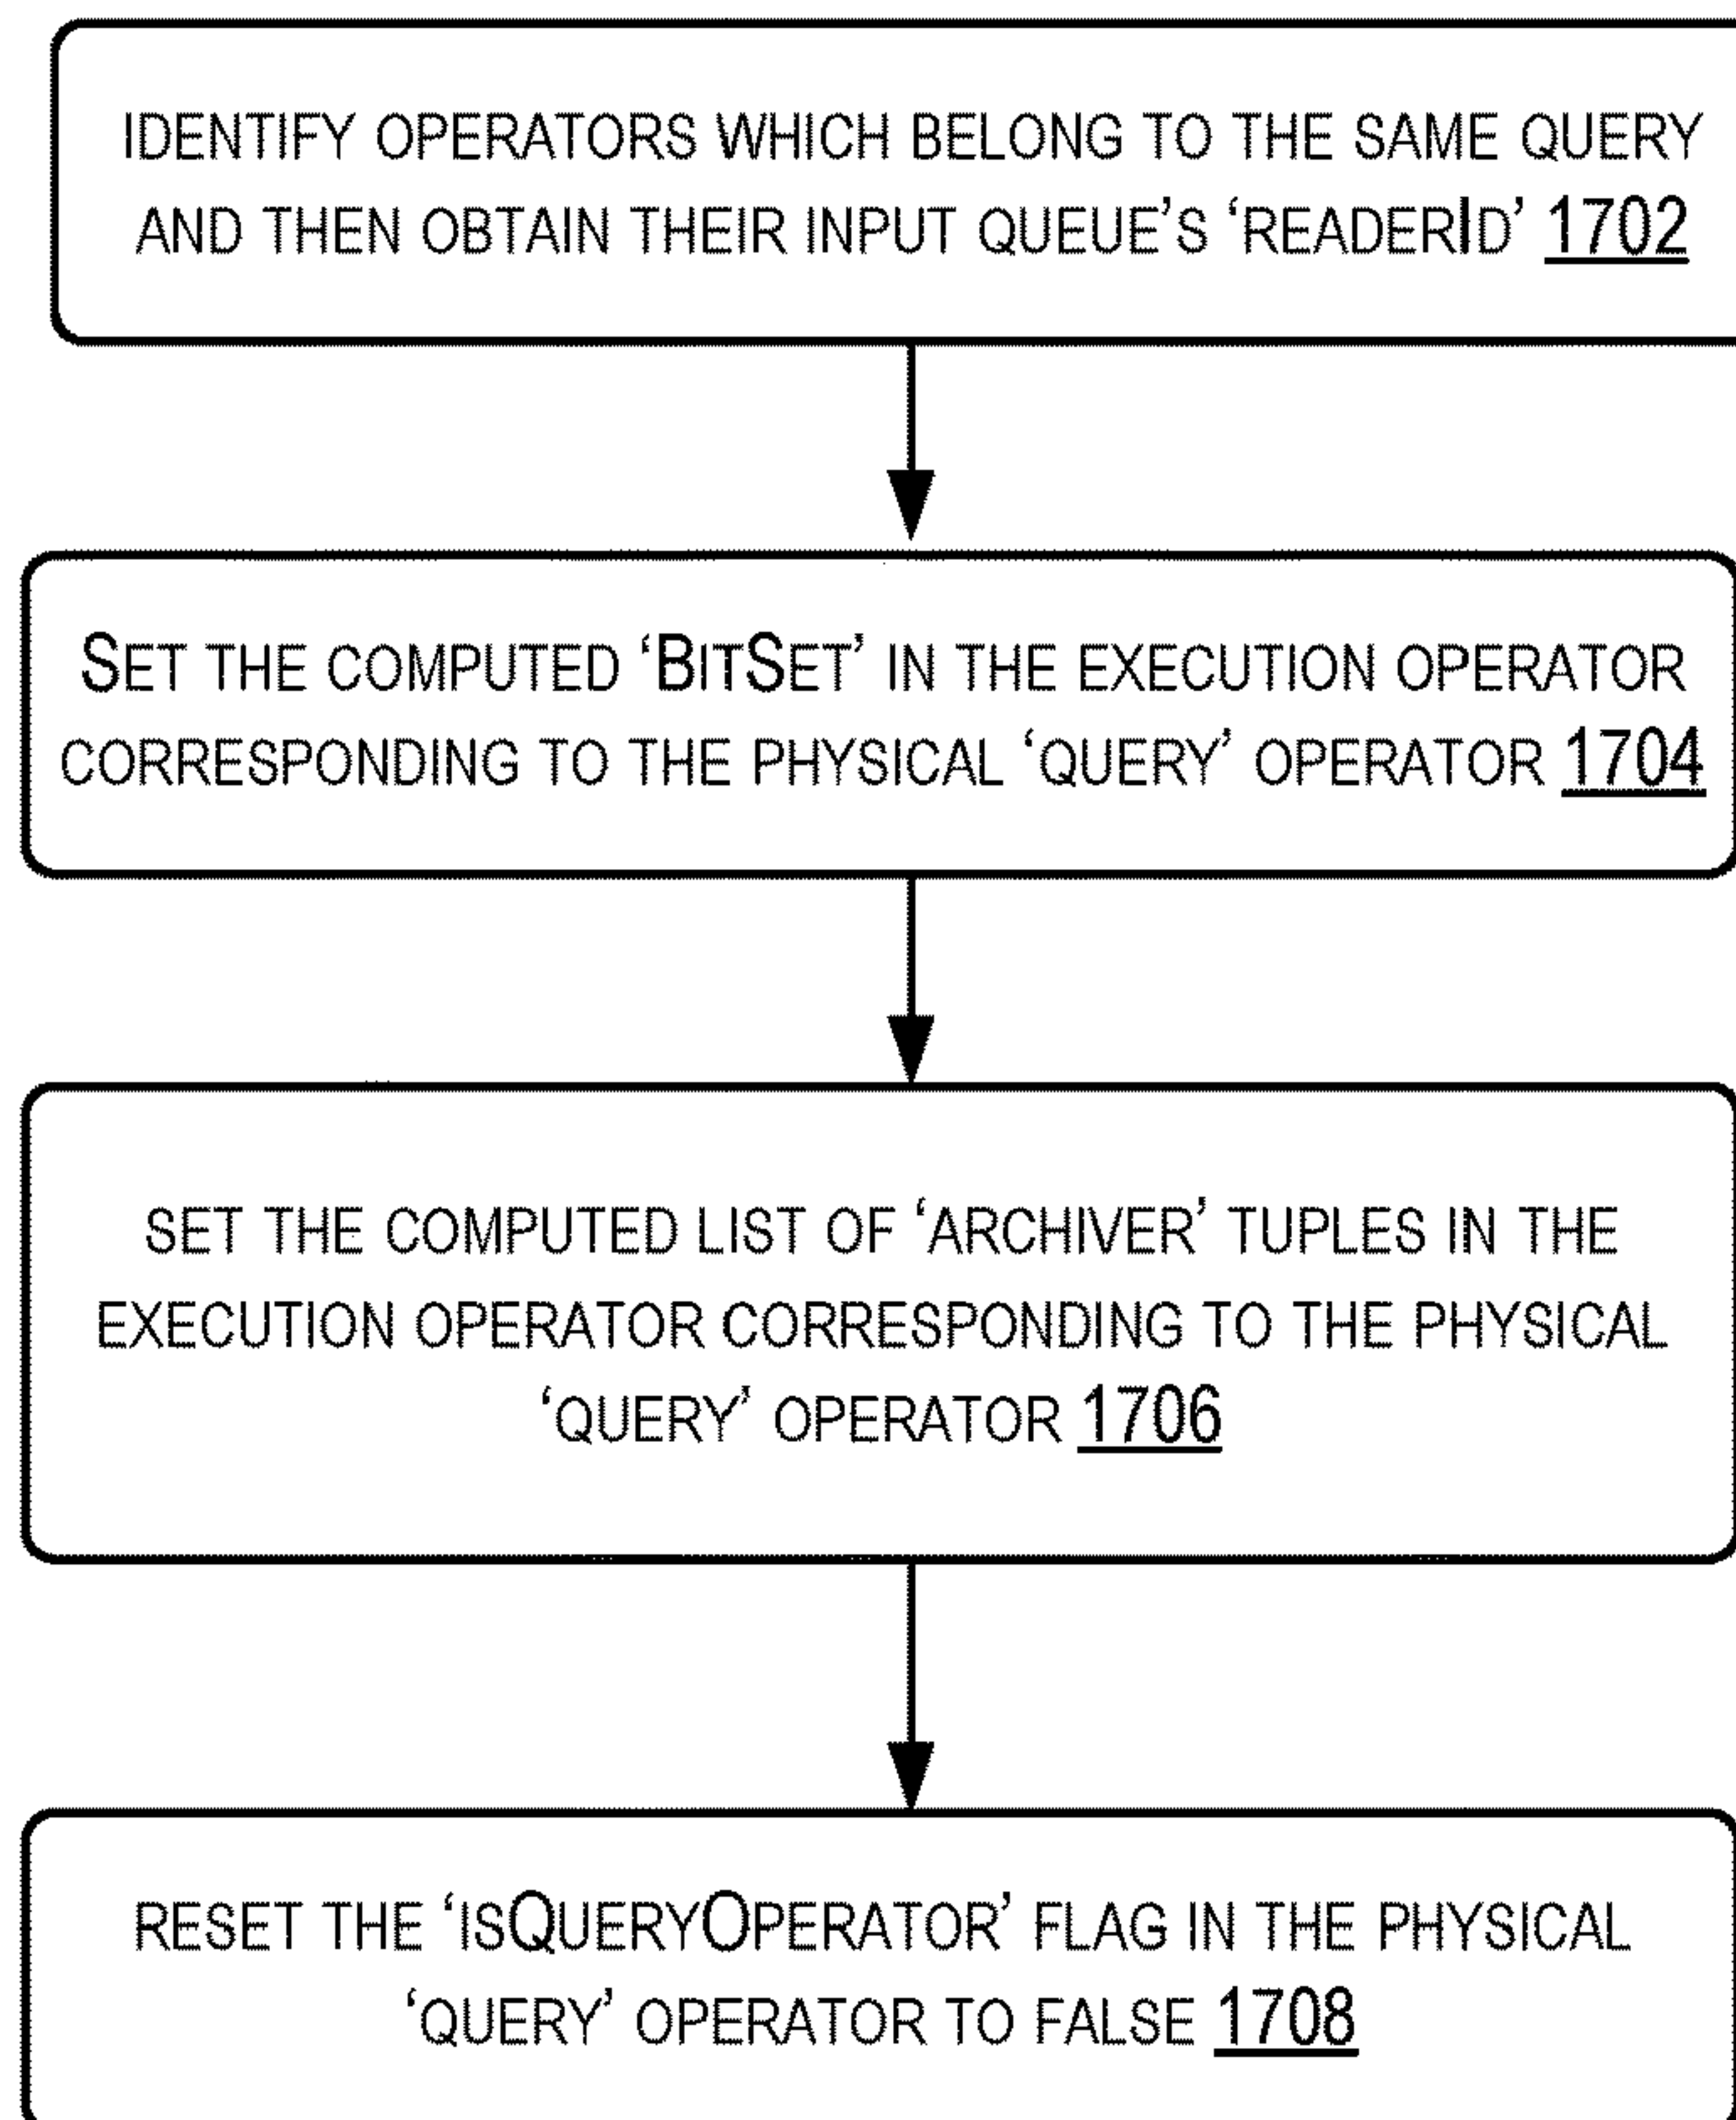 IDENTIFY OPERATORS WHICH BELONG TO THE SAME QUERY
AND THEN OBTAIN THEIR INPUT QUEUE'S 'READERID' 1702
SET THE COMPUTED 'BITSET' IN THE EXECUTION OPERATOR
CORRESPONDING TO THE PHYSICAL 'QUERY' OPERATOR 1704
SET THE COMPUTED LIST OF 'ARCHIVER' TUPLES IN THE
EXECUTION OPERATOR CORRESPONDING TO THE PHYSICAL
'QUERY' OPERATOR 1706
RESET THE 'ISQUERYOPERATOR' FLAG IN THE PHYSICAL
'QUERY' OPERATOR TO FALSE 1708